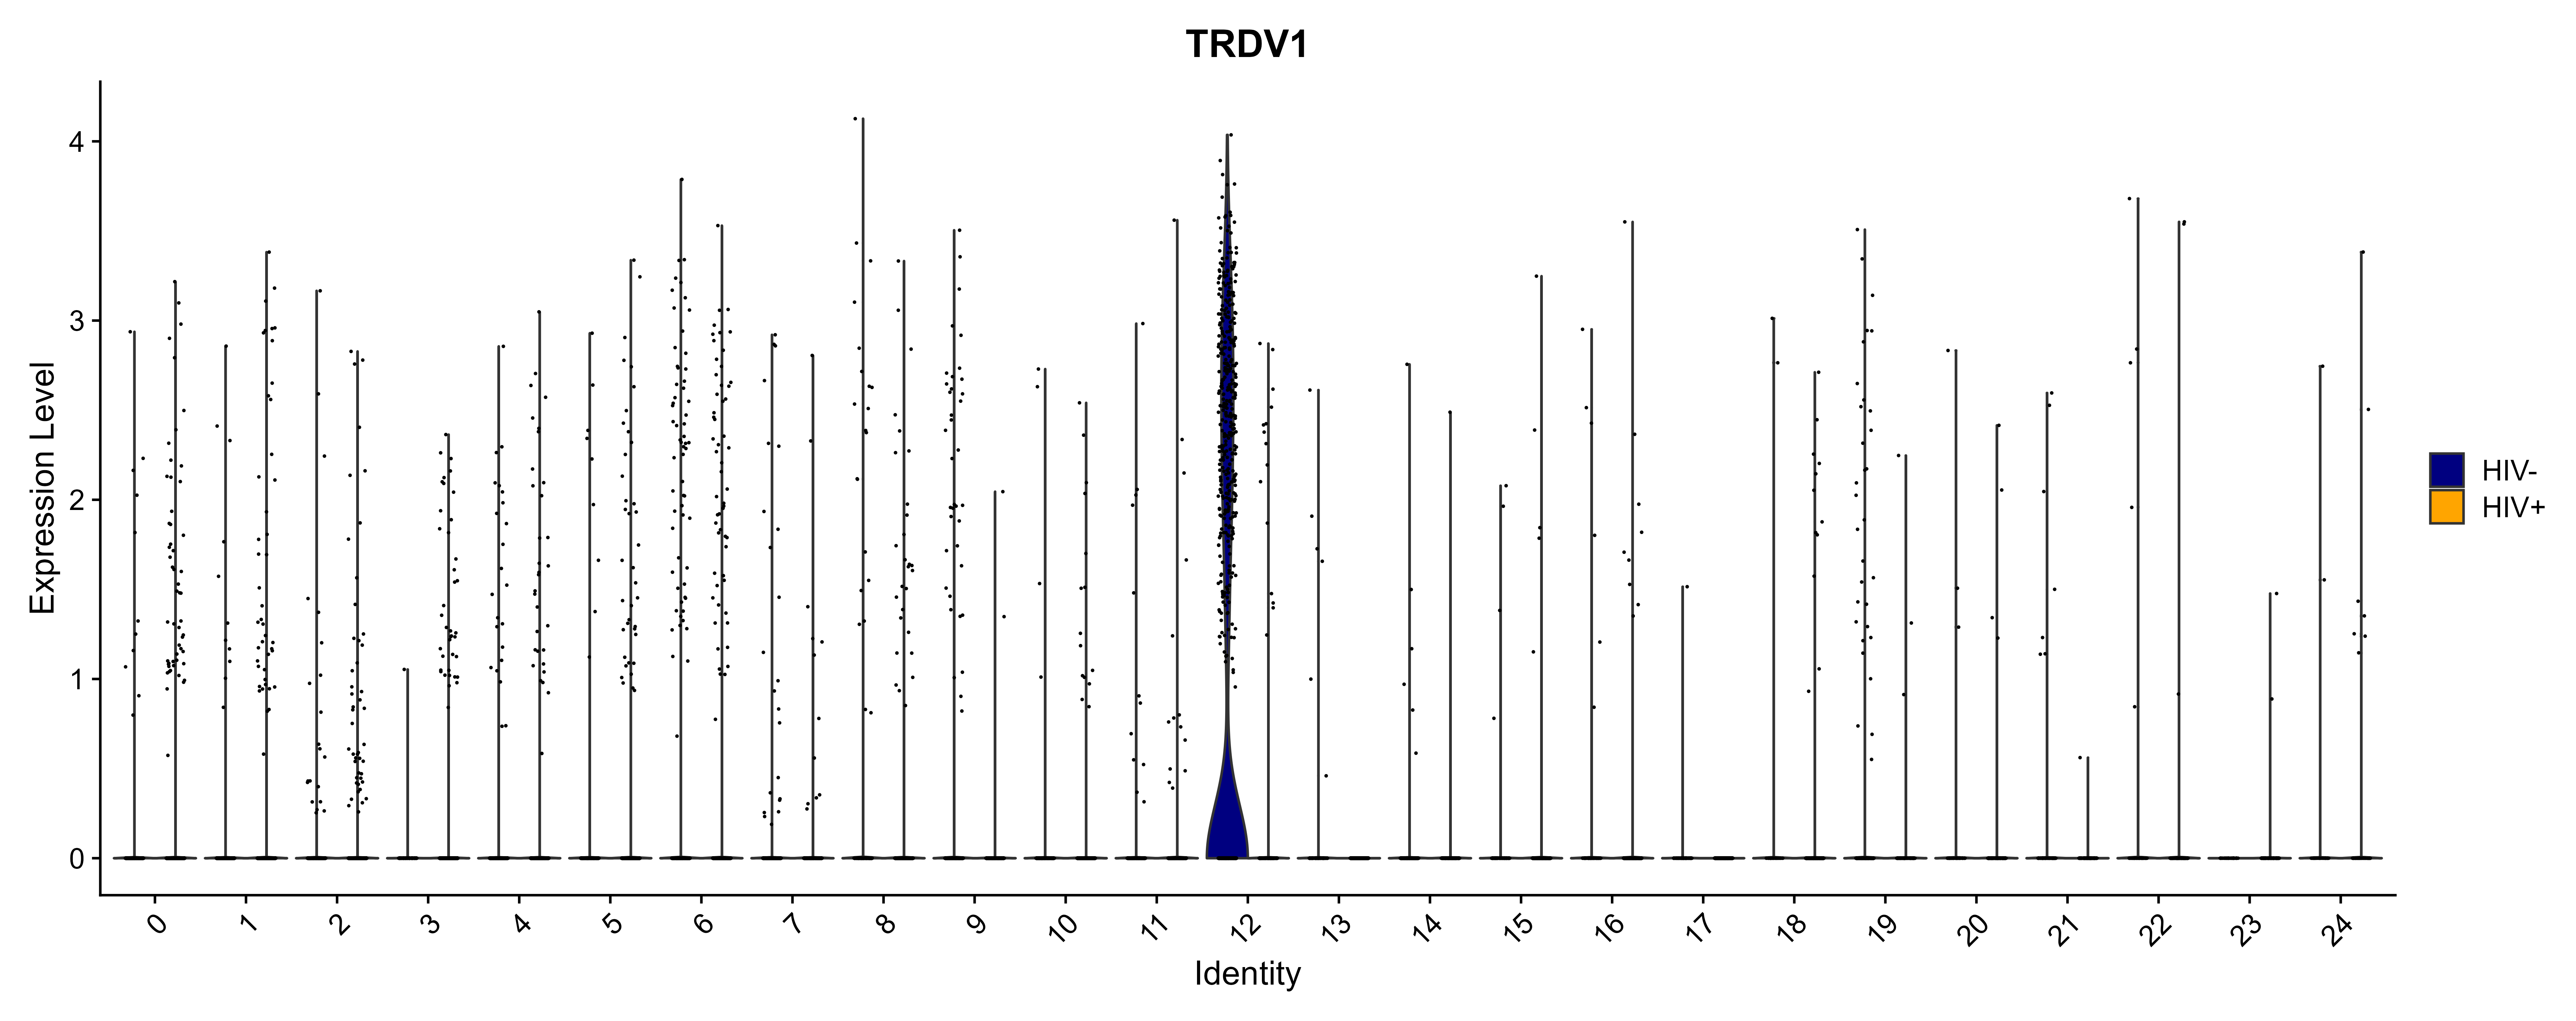 TRDV1
Expression Level
4
3
2
1
0
0 1 2 3 4 5 6 7 8 9 10 11 12 13 14 15 16 17 18 19 20 21 22 23 24
Identity
HIV-
HIV+